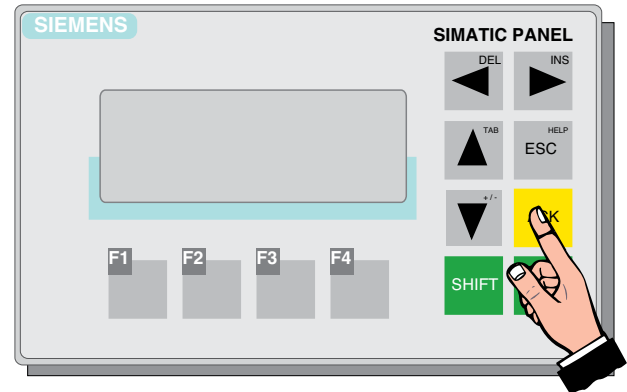 SIEMENS
SIMATIC PANEL
DEL
INS
TAB
HELP
ESC
+ / -
F1
F2
F3
F4
SHIFT